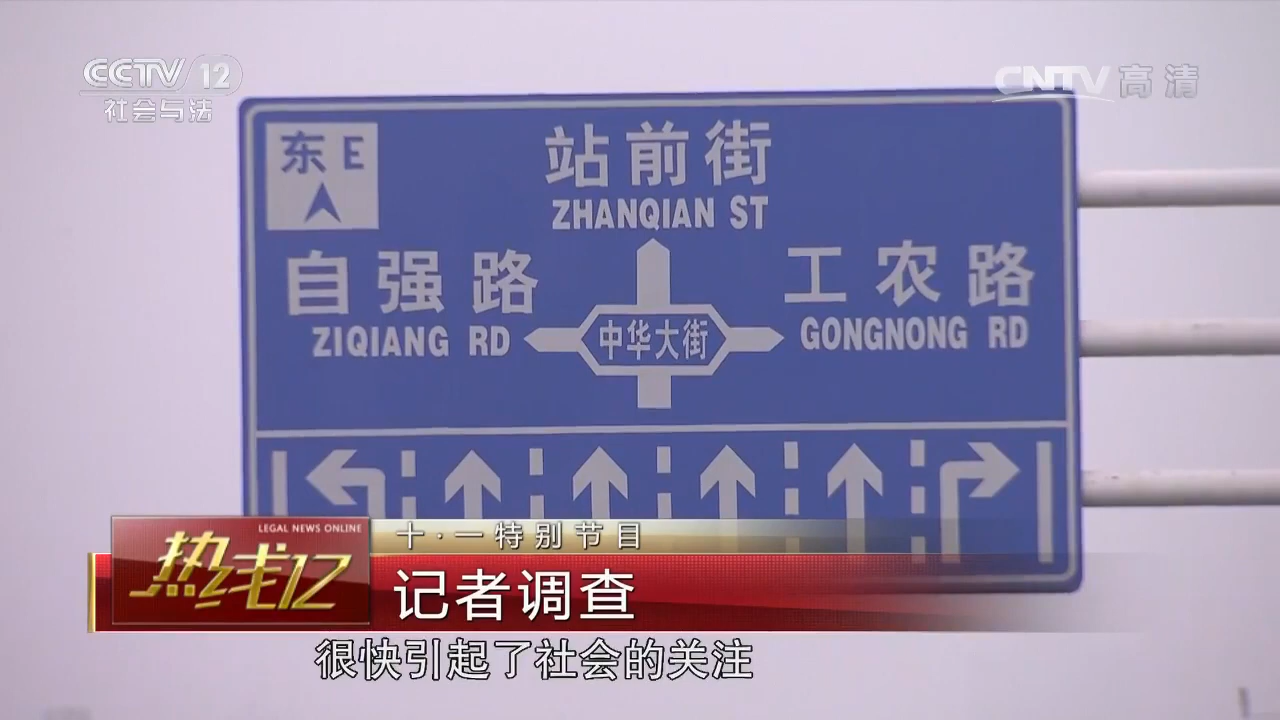 CCTV 12
社会与法
CNTV 高清
东 E
站前街
ZHANQIAN ST
自强路
ZIQIANG RD
中华大街
工农路
GONGNONG RD
LEGAL NEWS ONLINE
热线12
十·一特别节目
记者调查
很快引起了社会的关注